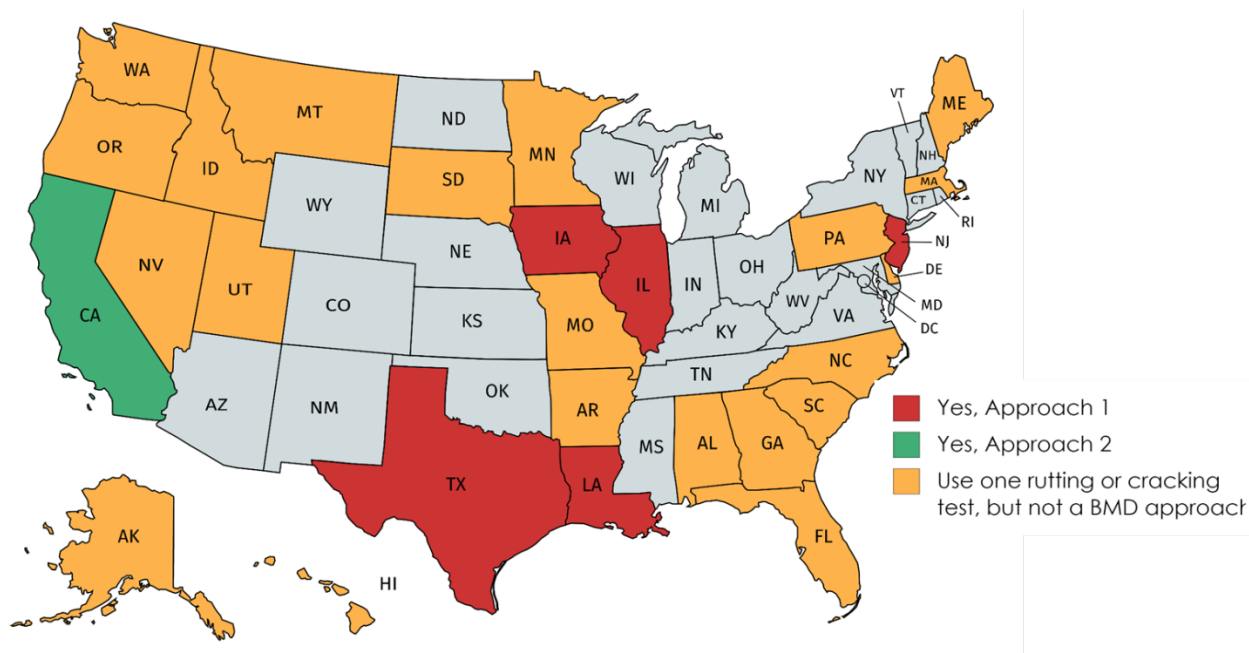 WA
MT
ND
MN
VT
ME
OR
ID
SD
WI
NY
NH
MA
WY
MI
CT
RI
IA
NE
PA
NJ
NV
OH
IL
IN
DE
UT
CO
WV
MD
CA
KS
MO
VA
DC
KY
NC
TN
OK
AZ
NM
AR
SC
MS
AL
GA
TX
LA
FL
AK
HI
Yes, Approach 1
Yes, Approach 2
Use one rutting or cracking
test, but not a BMD approach